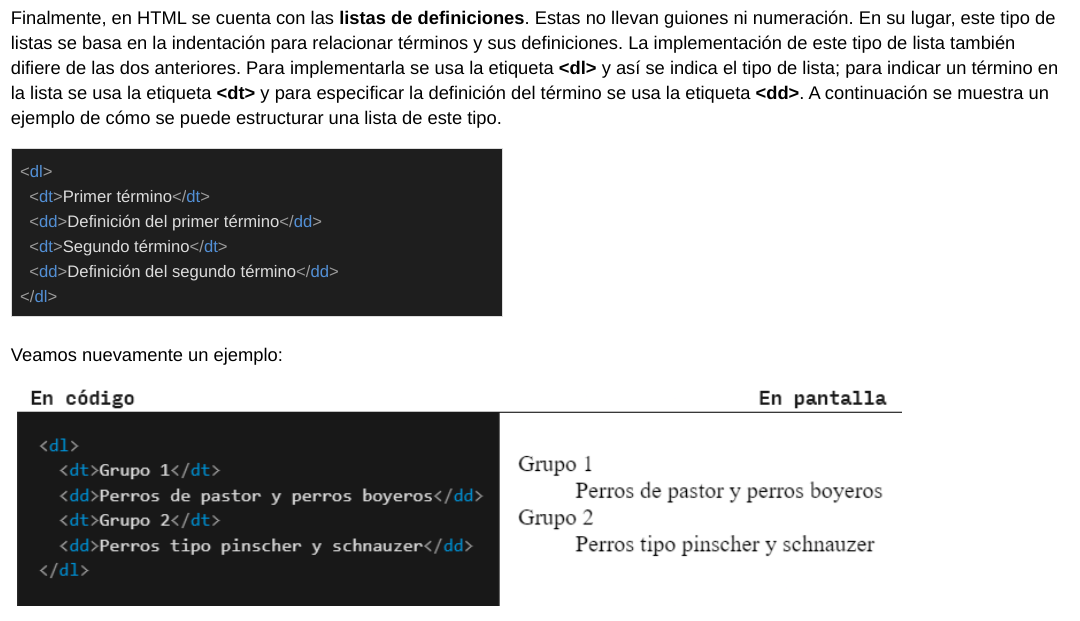 Finalmente, en HTML se cuenta con las listas de definiciones. Estas no llevan guiones ni numeración. En su lugar, este tipo de
listas se basa en la indentación para relacionar términos y sus definiciones. La implementación de este tipo de lista también
difiere de las dos anteriores. Para implementarla se usa la etiqueta <dl> y así se indica el tipo de lista; para indicar un término en
la lista se usa la etiqueta <dt> y para especificar la definición del término se usa la etiqueta <dd>. A continuación se muestra un
ejemplo de cómo se puede estructurar una lista de este tipo.
<dl>
<dt>Primer término</dt>
<dd>Definición del primer término</dd>
<dt>Segundo término</dt>
<dd>Definición del segundo término</dd>
</dl>
Veamos nuevamente un ejemplo:
En código
<dl>
<dt>Grupo 1</dt>
<dd>Perros de pastor y perros boyeros</dd>
<dt>Grupo 2</dt>
<dd>Perros tipo pinscher y schnauzer</dd>
</dl>
En pantalla
Grupo 1
Perros de pastor y perros boyeros
Grupo 2
Perros tipo pinscher y schnauzer